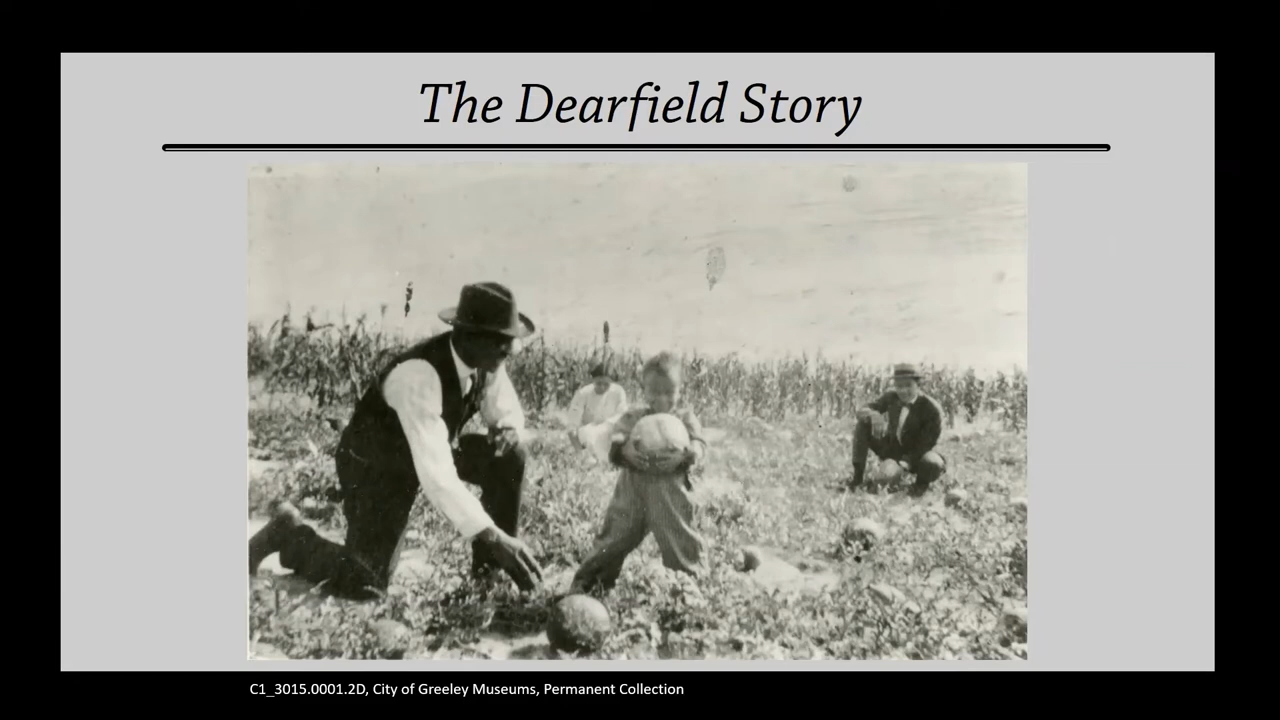 The Dearfield Story
C1_3015.0001.2D, City of Greeley Museums, Permanent Collection